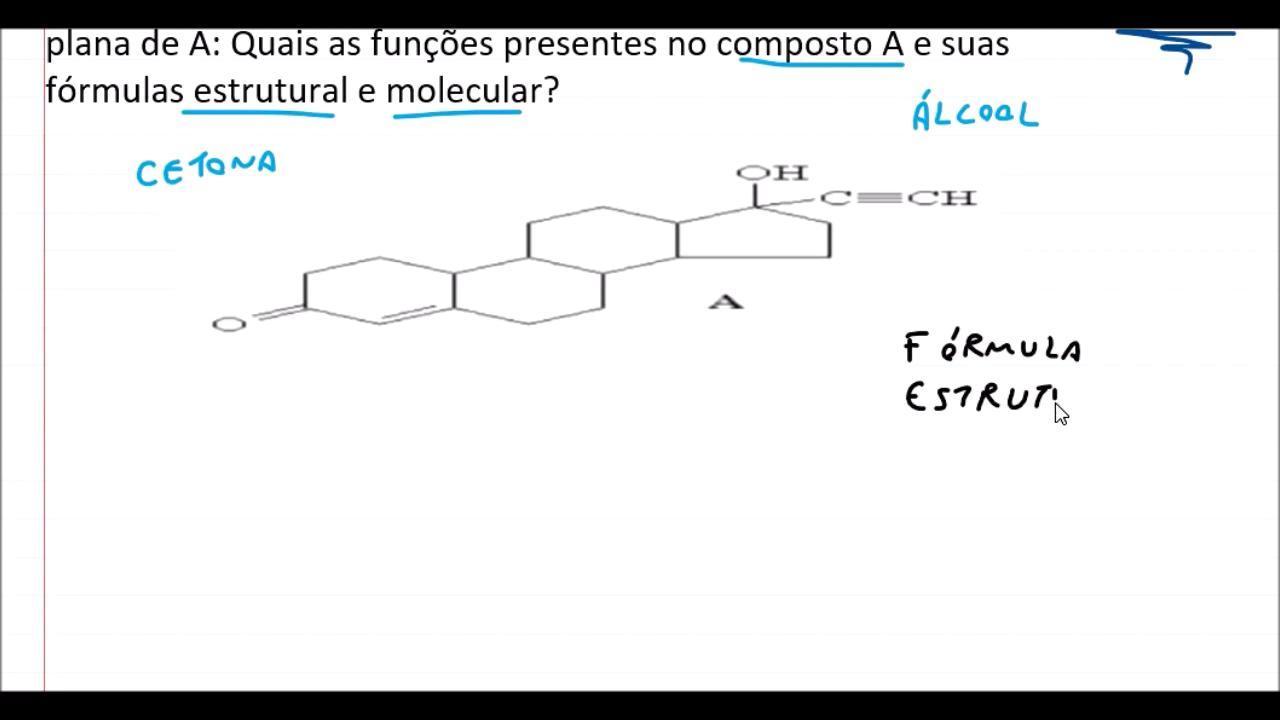 plana de A: Quais as funções presentes no composto A e suas
fórmulas estrutural e molecular?
ÁLCOOL
CETONA
OH
C≡CH
O
A
FÓRMULA
ESTRUT